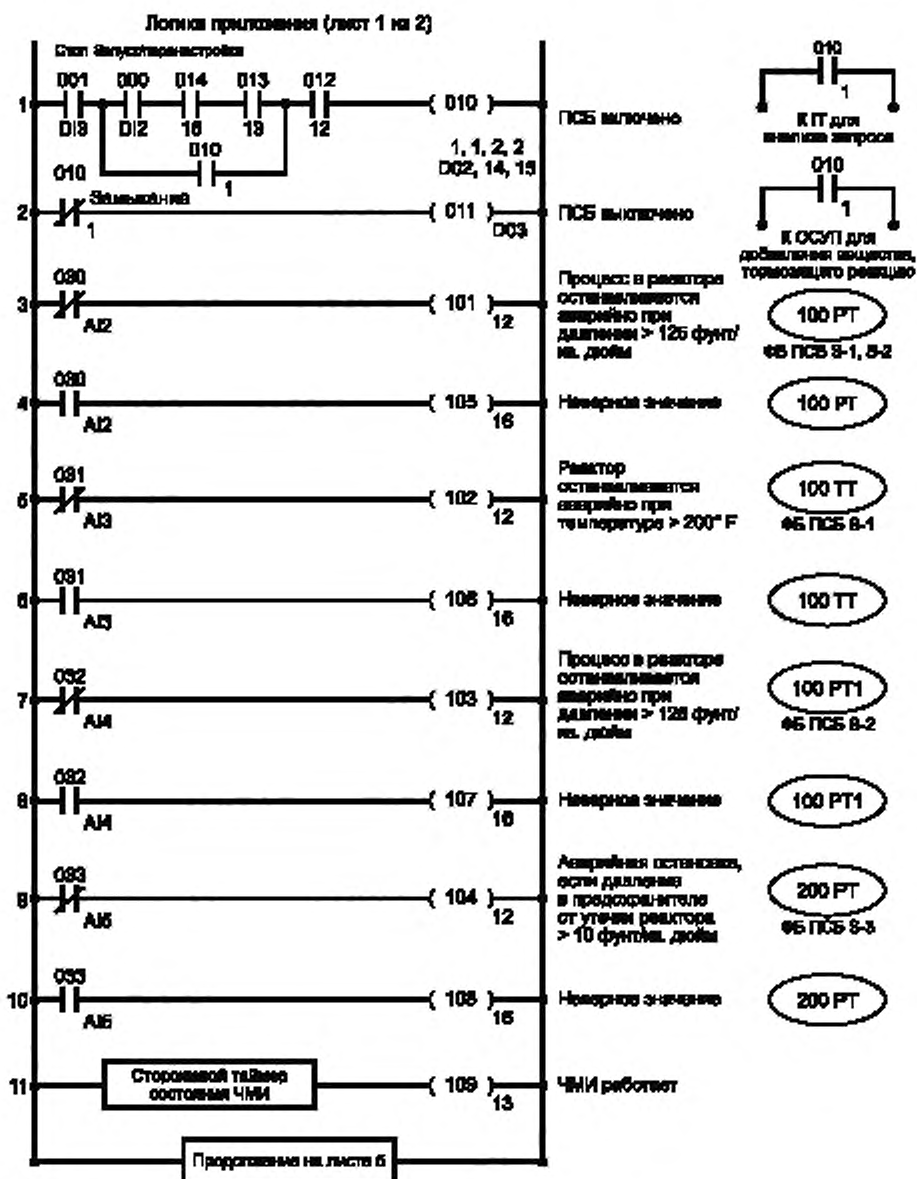 Логика приложения (лист 1 из 2)
Стоп Запуск/перенастройка
001 000 014 013 012
1 ( 010 ) ПСБ включено
DI3 DI2 16 13 12
010
1
1, 1, 2, 2
D02, 14, 15
010
1
К ПТ для
анализа запроса
010
Замыкание
2 ( 011 ) ПСБ выключено
1
D03
010
1
К ОСУП для
добавления вещества,
тормозящего реакцию
030
3 ( 101 )
AI2
12
Процесс в реакторе
останавливается
аварийно при
давлении > 125 фунт/
кв. дюйм
100 PT
ФБ ПСБ S-1, S-2
030
4 ( 105 ) Неверное значение
AI2
16
100 PT
031
5 ( 102 )
AI3
12
Реактор
останавливается
аварийно при
температуре > 200° F
100 TT
ФБ ПСБ S-1
031
6 ( 106 ) Неверное значение
AI3
16
100 TT
032
7 ( 103 )
AI4
12
Процесс в реакторе
останавливается
аварийно при
давлении > 125 фунт/
кв. дюйм
100 PT1
ФБ ПСБ S-2
032
8 ( 107 ) Неверное значение
AI4
16
100 PT1
033
9 ( 104 )
AI5
12
Аварийная остановка,
если давление
в предохранителе
от утечки реактора
> 10 фунт/кв. дюйм
200 PT
ФБ ПСБ S-3
033
10 ( 108 ) Неверное значение
AI5
16
200 PT
11
Сторожевой таймер
состояния ЧМИ
( 109 ) ЧМИ работает
13
Продолжение на листе 6